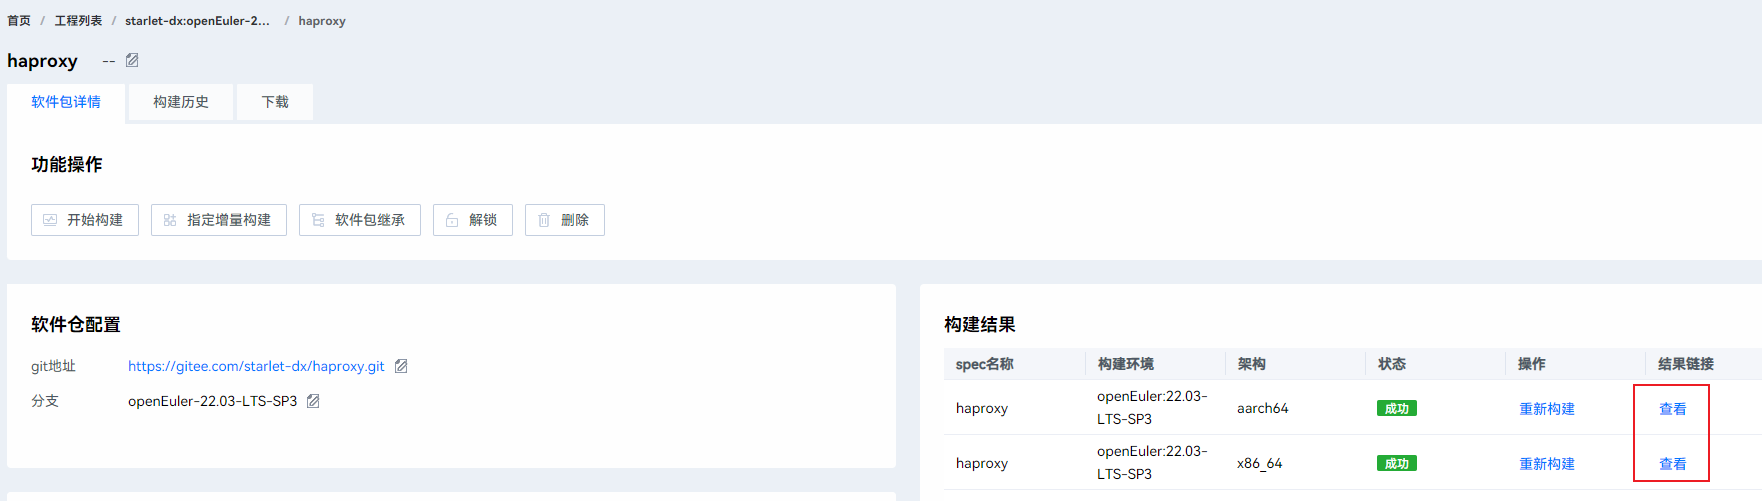 首页 / 工程列表 / starlet-dx:openEuler-2... / haproxy
haproxy --
软件包详情 构建历史 下载
功能操作
开始构建 指定增量构建 软件包继承 解锁 删除
软件仓配置
git地址 https://gitee.com/starlet-dx/haproxy.git
分支 openEuler-22.03-LTS-SP3
构建结果
spec名称 构建环境 架构 状态 操作 结果链接
haproxy openEuler:22.03-LTS-SP3 aarch64 成功 重新构建 查看
haproxy openEuler:22.03-LTS-SP3 x86_64 成功 重新构建 查看